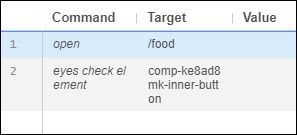 Command Target Value
1 open /food
2 eyes check el comp-ke8ad8
ement mk-inner-butt
on